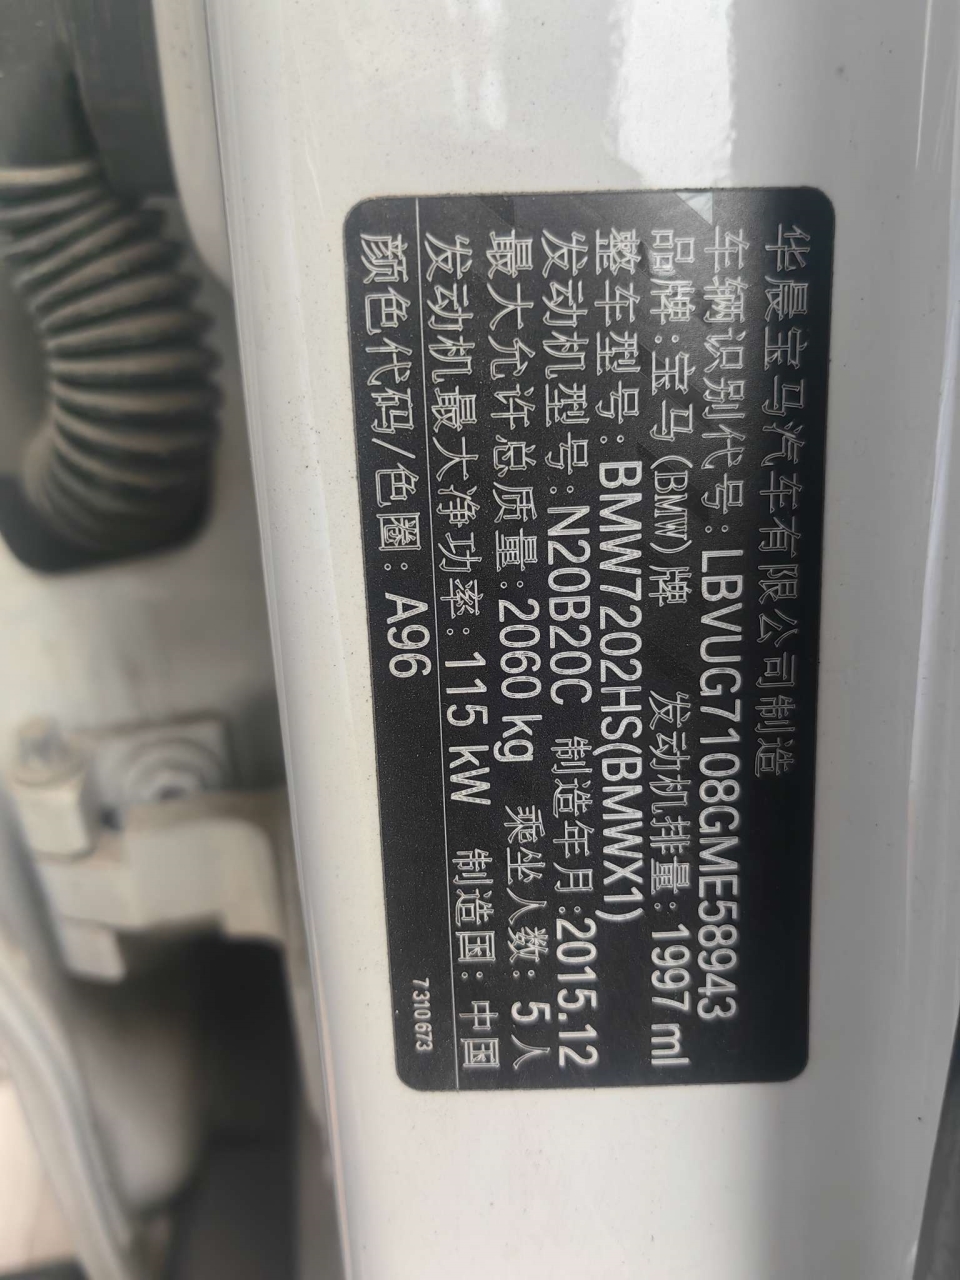 华晨宝马汽车有限公司制造
车辆识别代号: LBVUG7108GME58943
品牌:宝马(BMW)牌 发动机排量: 1997 ml
整车型号: BMW7202HS(BMWX1)
发动机型号:N20B20C 制造年月:2015.12
最大允许总质量:2060 kg 乘坐人数: 5 人
发动机最大净功率: 115 kW 制造国: 中国
颜色代码/色圈: A96
7310673